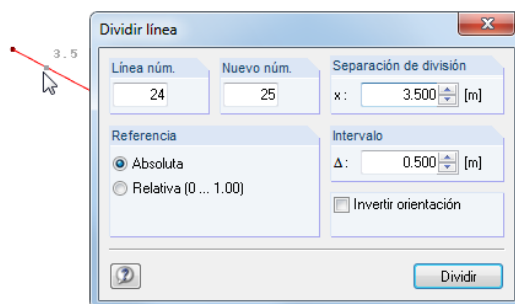 Dividir línea
3.5
Línea núm.
Nuevo núm.
Separación de división
24
25
x:
3.500
[m]
Referencia
Intervalo
Absoluta
Δ:
0.500
[m]
Relativa (0 ... 1.00)
Invertir orientación
Dividir